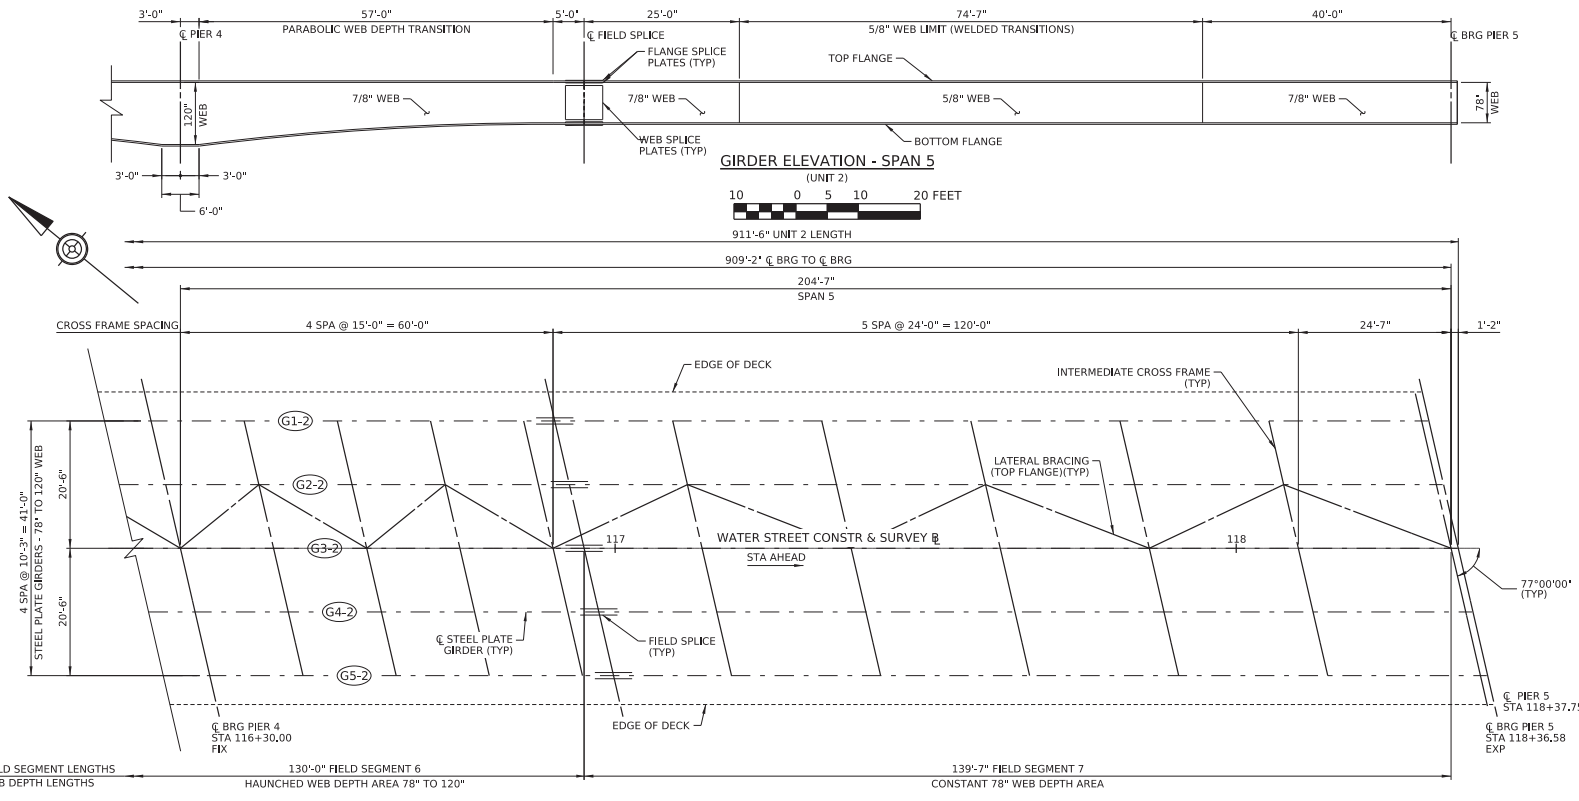 3'-0"
57'-0"
5'-0"
25'-0"
74'-7"
40'-0"
PARABOLIC WEB DEPTH TRANSITION
5/8" WEB LIMIT (WELDED TRANSITIONS)
℄ PIER 4
℄ FIELD SPLICE
℄ BRG PIER 5
FLANGE SPLICE
PLATES (TYP)
TOP FLANGE
120"
WEB
7/8" WEB
7/8" WEB
5/8" WEB
7/8" WEB
78"
WEB
WEB SPLICE
PLATES (TYP)
BOTTOM FLANGE
3'-0"
3'-0"
6'-0"
GIRDER ELEVATION - SPAN 5
(UNIT 2)
10 0 5 10 20 FEET
911'-6" UNIT 2 LENGTH
909'-2" ℄ BRG TO ℄ BRG
204'-7"
SPAN 5
CROSS FRAME SPACING
4 SPA @ 15'-0" = 60'-0"
5 SPA @ 24'-0" = 120'-0"
24'-7"
1'-2"
EDGE OF DECK
INTERMEDIATE CROSS FRAME
(TYP)
G1-2
G2-2
G3-2
G4-2
G5-2
4 SPA @ 10'-3" = 41'-0"
STEEL PLATE GIRDERS - 78" TO 120" WEB
20'-6"
20'-6"
LATERAL BRACING
(TOP FLANGE)(TYP)
117
WATER STREET CONSTR & SURVEY ℄
STA AHEAD
118
77°00'00"
(TYP)
℄ STEEL PLATE
GIRDER (TYP)
FIELD SPLICE
(TYP)
EDGE OF DECK
℄ BRG PIER 4
STA 116+30.00
FIX
℄ PIER 5
STA 118+37.75
℄ BRG PIER 5
STA 118+36.58
EXP
LD SEGMENT LENGTHS
B DEPTH LENGTHS
130'-0" FIELD SEGMENT 6
HAUNCHED WEB DEPTH AREA 78" TO 120"
139'-7" FIELD SEGMENT 7
CONSTANT 78" WEB DEPTH AREA